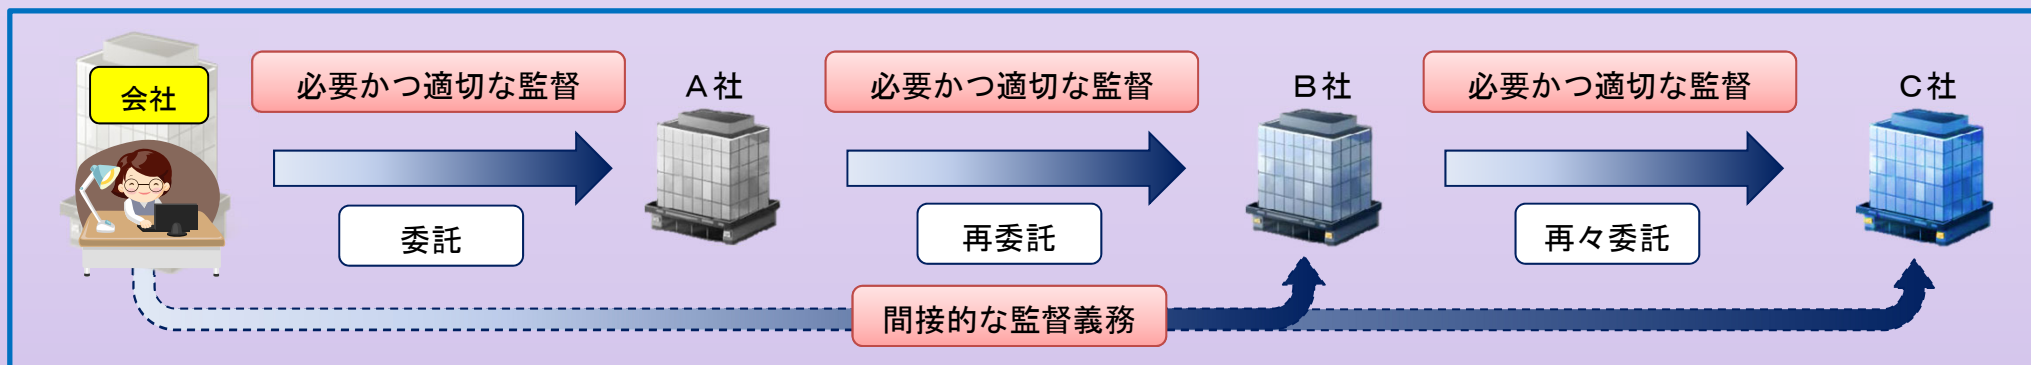 会社
必要かつ適切な監督
A社
必要かつ適切な監督
B社
必要かつ適切な監督
C社
委託
再委託
再々委託
間接的な監督義務